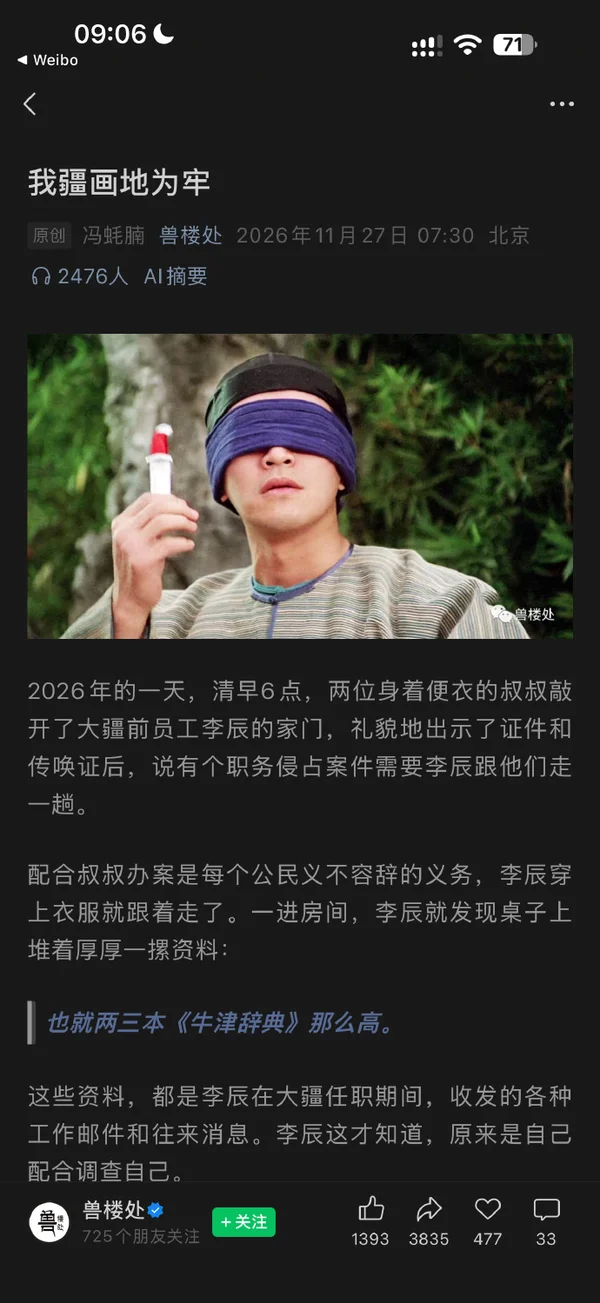 09:06
71
◀ Weibo
我疆画地为牢
原创 冯蚝腩 兽楼处 2026年11月27日 07:30 北京
2476人 AI摘要
兽楼处
2026年的一天，清早6点，两位身着便衣的叔叔敲
开了大疆前员工李辰的家门，礼貌地出示了证件和
传唤证后，说有个职务侵占案件需要李辰跟他们走
一趟。
配合叔叔办案是每个公民义不容辞的义务，李辰穿
上衣服就跟着走了。一进房间，李辰就发现桌子上
堆着厚厚一摞资料：
也就两三本《牛津辞典》那么高。
这些资料，都是李辰在大疆任职期间，收发的各种
工作邮件和往来消息。李辰这才知道，原来是自己
配合调查自己。
兽楼处
兽楼处
725个朋友关注
+关注
1393 3835 477 33